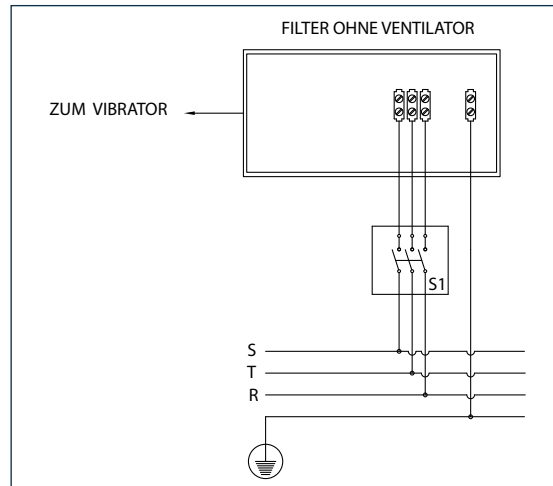 FILTER OHNE VENTILATOR
ZUM VIBRATOR
S1
S
T
R